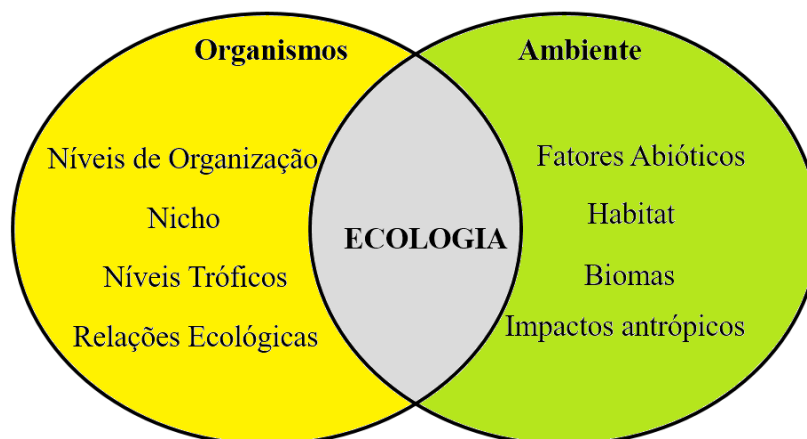 Organismos
Níveis de Organização
Nicho
Níveis Tróficos
Relações Ecológicas
ECOLOGIA
Ambiente
Fatores Abióticos
Habitat
Biomas
Impactos antrópicos